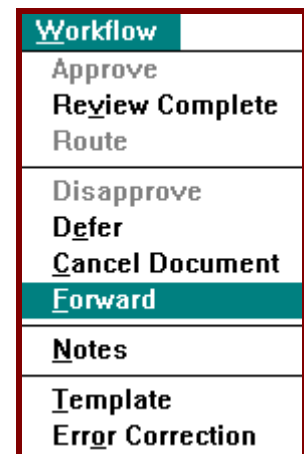 Workflow
Approve
Review Complete
Route
Disapprove
Defer
Cancel Document
Forward
Notes
Template
Error Correction